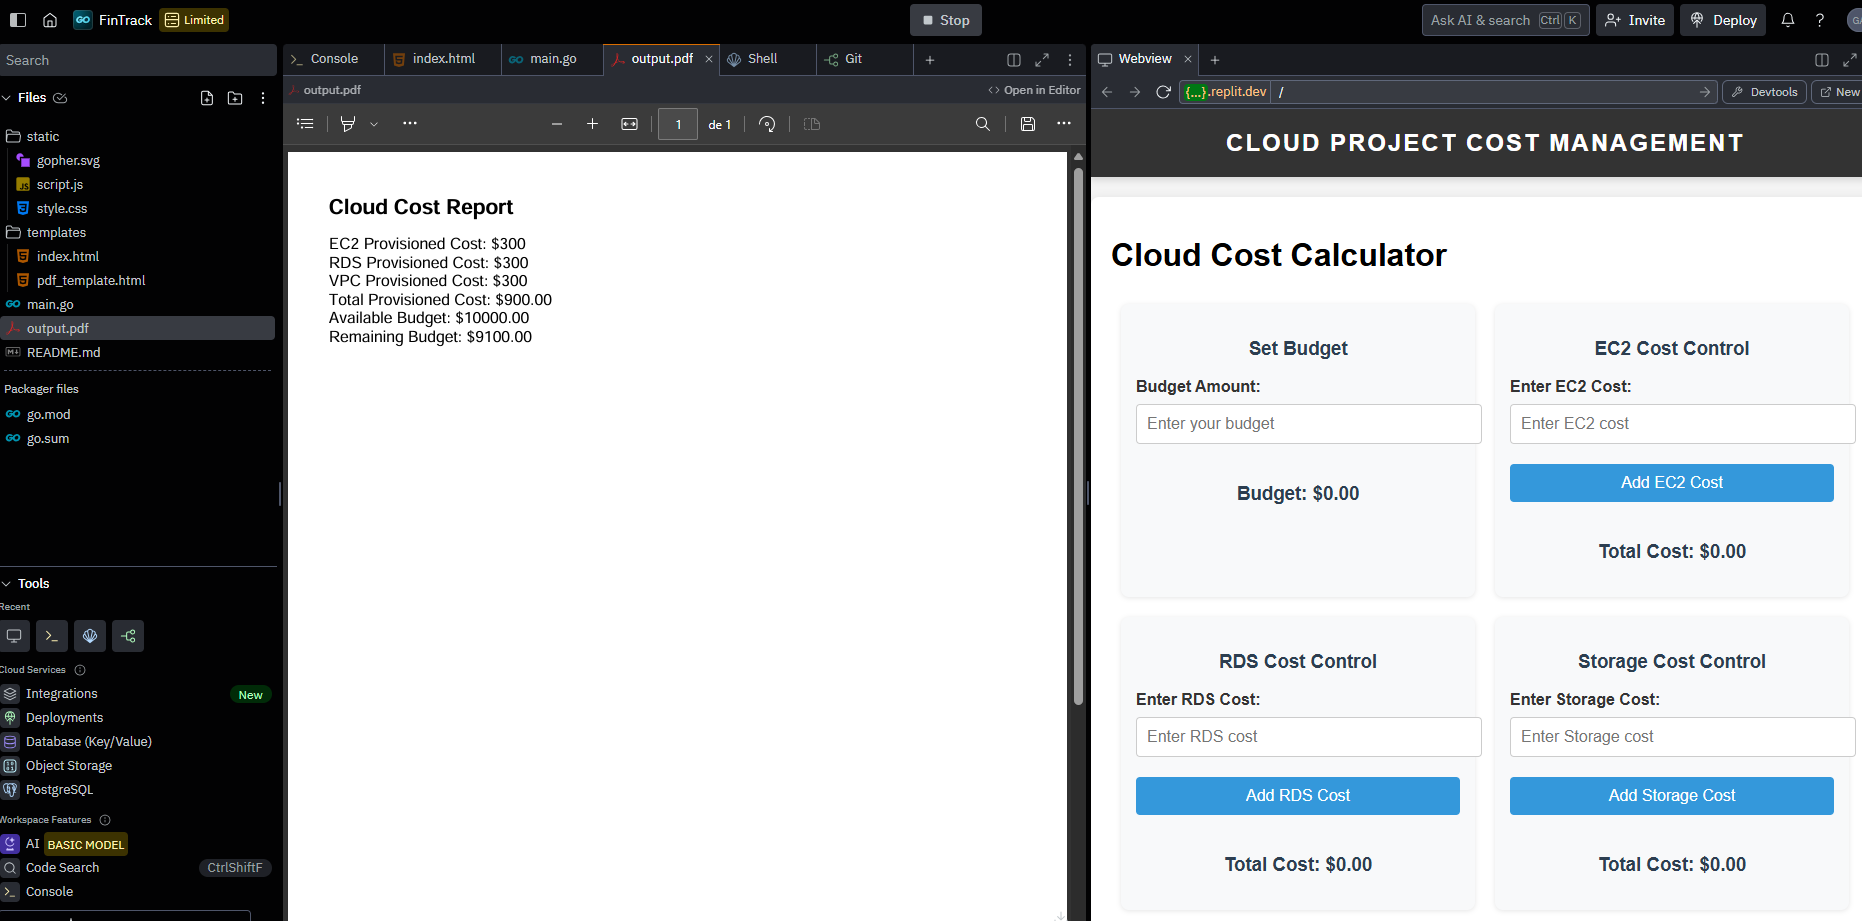 FinTrack
Limited
Stop
Ask AI & search Ctrl K
Invite
Deploy
Search
Console
index.html
main.go
output.pdf
Shell
Git
Webview
Files
output.pdf
Open in Editor
{...}.replit.dev /
Devtools
New
1 de 1
static
gopher.svg
script.js
style.css
templates
index.html
pdf_template.html
main.go
output.pdf
README.md
Packager files
go.mod
go.sum
Tools
Recent
Cloud Services
Integrations New
Deployments
Database (Key/Value)
Object Storage
PostgreSQL
Workspace Features
AI BASIC MODEL
Code Search CtrlShiftF
Console
Cloud Cost Report
EC2 Provisioned Cost: $300
RDS Provisioned Cost: $300
VPC Provisioned Cost: $300
Total Provisioned Cost: $900.00
Available Budget: $10000.00
Remaining Budget: $9100.00
CLOUD PROJECT COST MANAGEMENT
Cloud Cost Calculator
Set Budget
Budget Amount:
Enter your budget
Budget: $0.00
EC2 Cost Control
Enter EC2 Cost:
Enter EC2 cost
Add EC2 Cost
Total Cost: $0.00
RDS Cost Control
Enter RDS Cost:
Enter RDS cost
Add RDS Cost
Total Cost: $0.00
Storage Cost Control
Enter Storage Cost:
Enter Storage cost
Add Storage Cost
Total Cost: $0.00